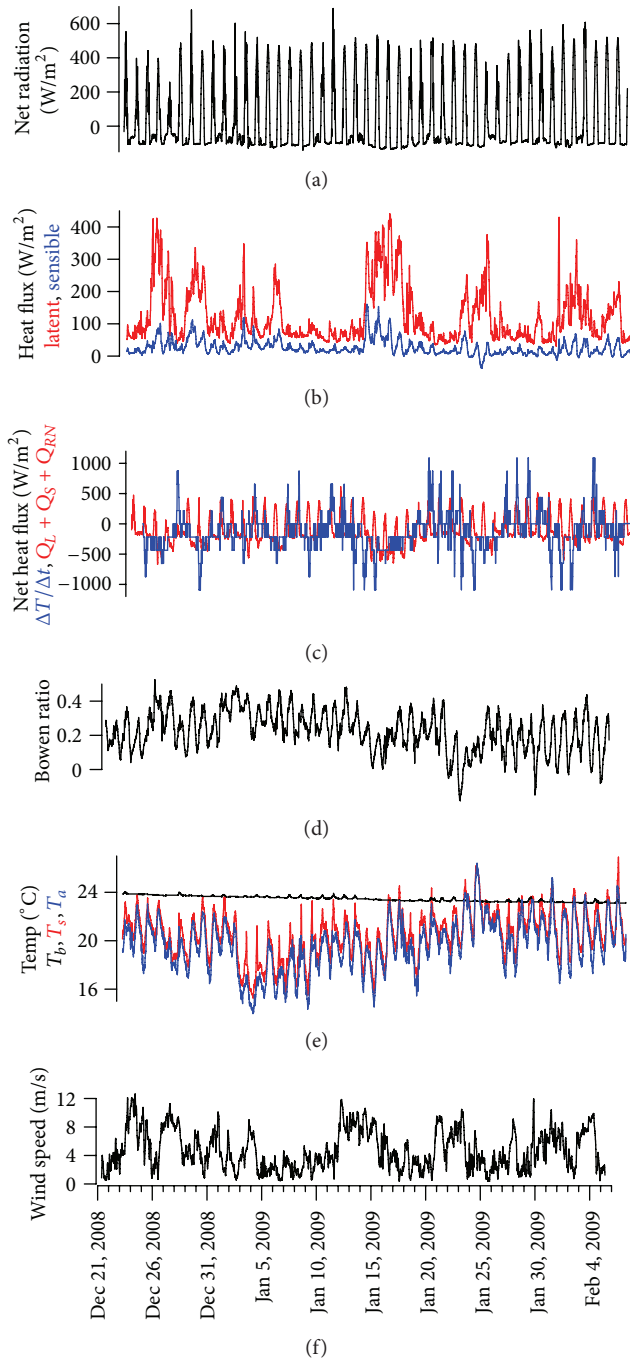 Net radiation
(W/m²)
600
400
200
0
(a)
Heat flux (W/m²)
latent, sensible
400
300
200
100
0
(b)
Net heat flux (W/m²)
ΔT/Δt, Q_L + Q_S + Q_RN
1000
500
0
−500
−1000
(c)
Bowen ratio
0.4
0.2
0
(d)
Temp (°C)
T_b, T_s, T_a
24
20
16
(e)
Wind speed (m/s)
12
8
4
0
Dec 21, 2008
Dec 26, 2008
Dec 31, 2008
Jan 5, 2009
Jan 10, 2009
Jan 15, 2009
Jan 20, 2009
Jan 25, 2009
Jan 30, 2009
Feb 4, 2009
(f)